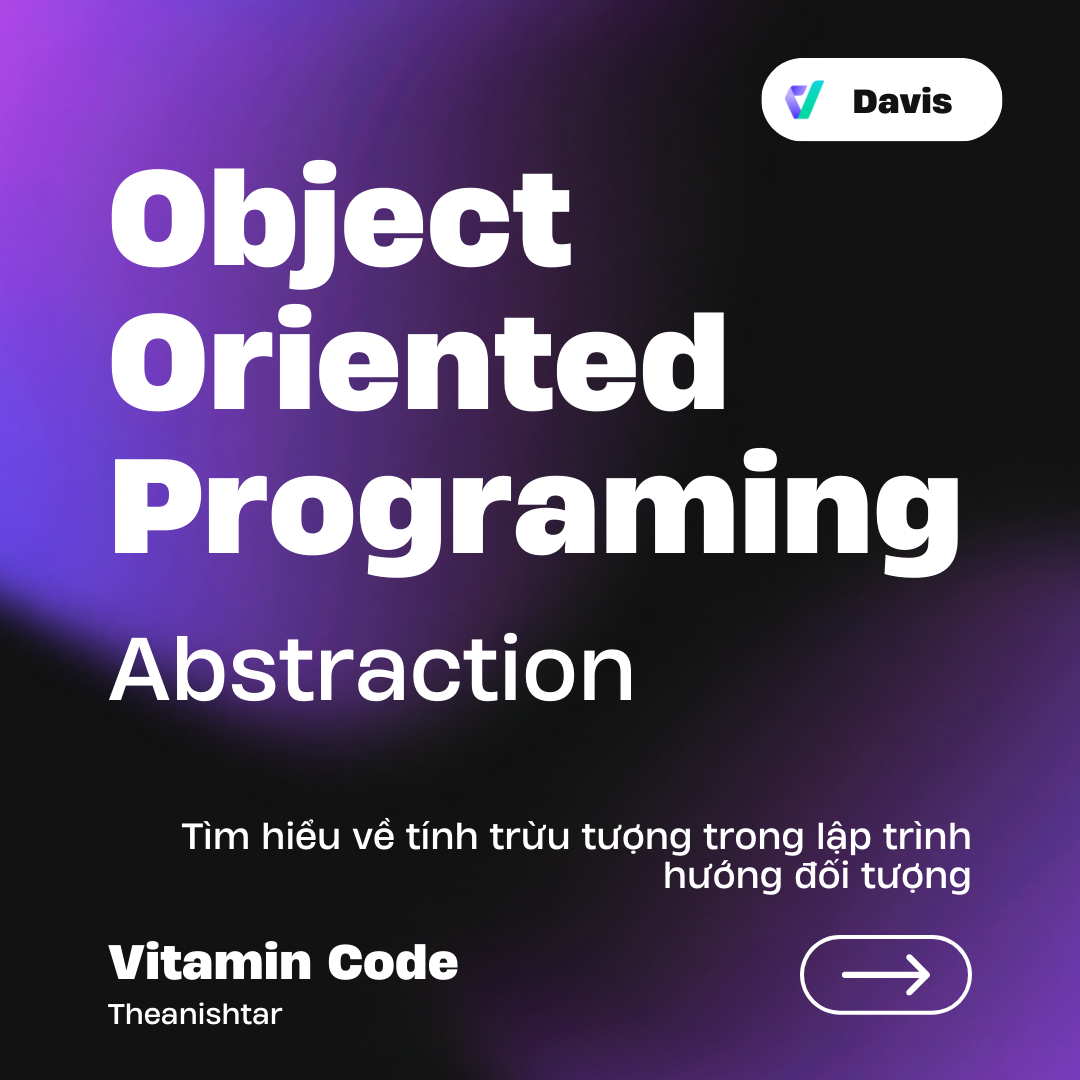 Davis
Object
Oriented
Programing
Abstraction
Tìm hiểu về tính trừu tượng trong lập trình
hướng đối tượng
Vitamin Code
Theanishtar